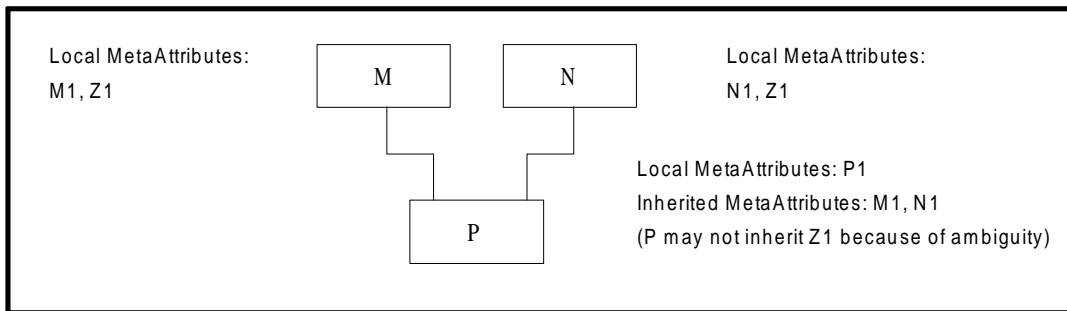 Local MetaAttributes:
M1, Z1
M
N
Local MetaAttributes:
N1, Z1
Local MetaAttributes: P1
Inherited MetaAttributes: M1, N1
(P may not inherit Z1 because of ambiguity)
P